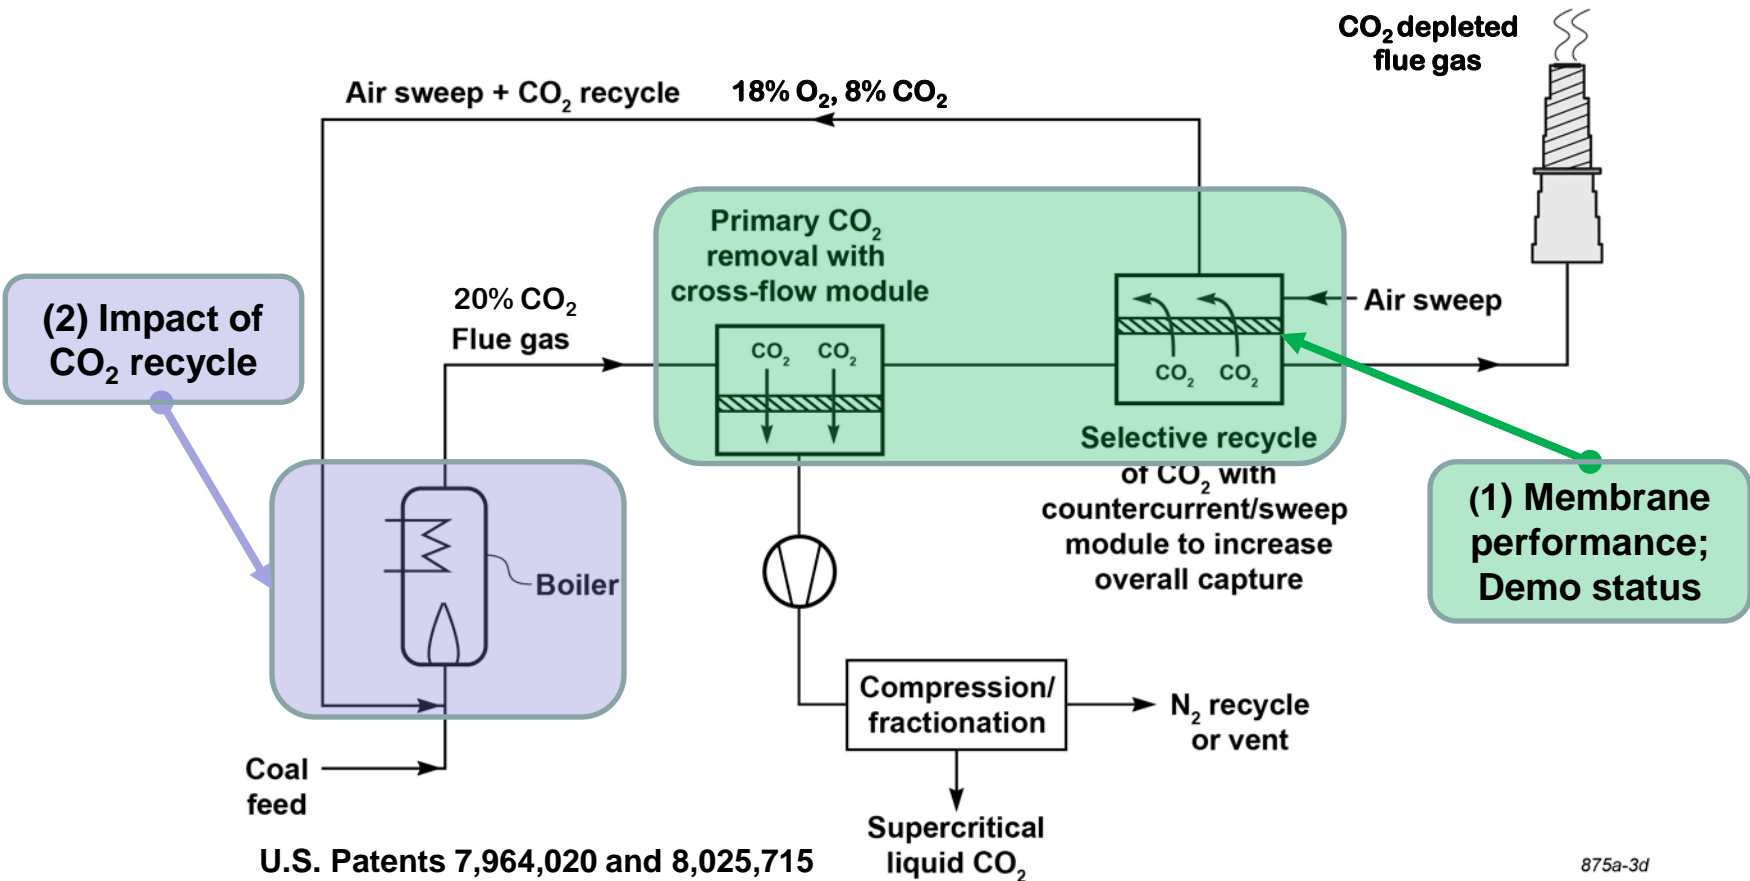 CO₂ depleted
flue gas
Air sweep + CO₂ recycle
18% O₂, 8% CO₂
Primary CO₂
removal with
cross-flow module
(2) Impact of
CO₂ recycle
20% CO₂
Flue gas
Air sweep
CO₂ CO₂
CO₂ CO₂
Selective recycle
of CO₂ with
countercurrent/sweep
module to increase
overall capture
(1) Membrane
performance;
Demo status
Boiler
Compression/
fractionation
N₂ recycle
or vent
Coal
feed
Supercritical
liquid CO₂
U.S. Patents 7,964,020 and 8,025,715
875a-3d